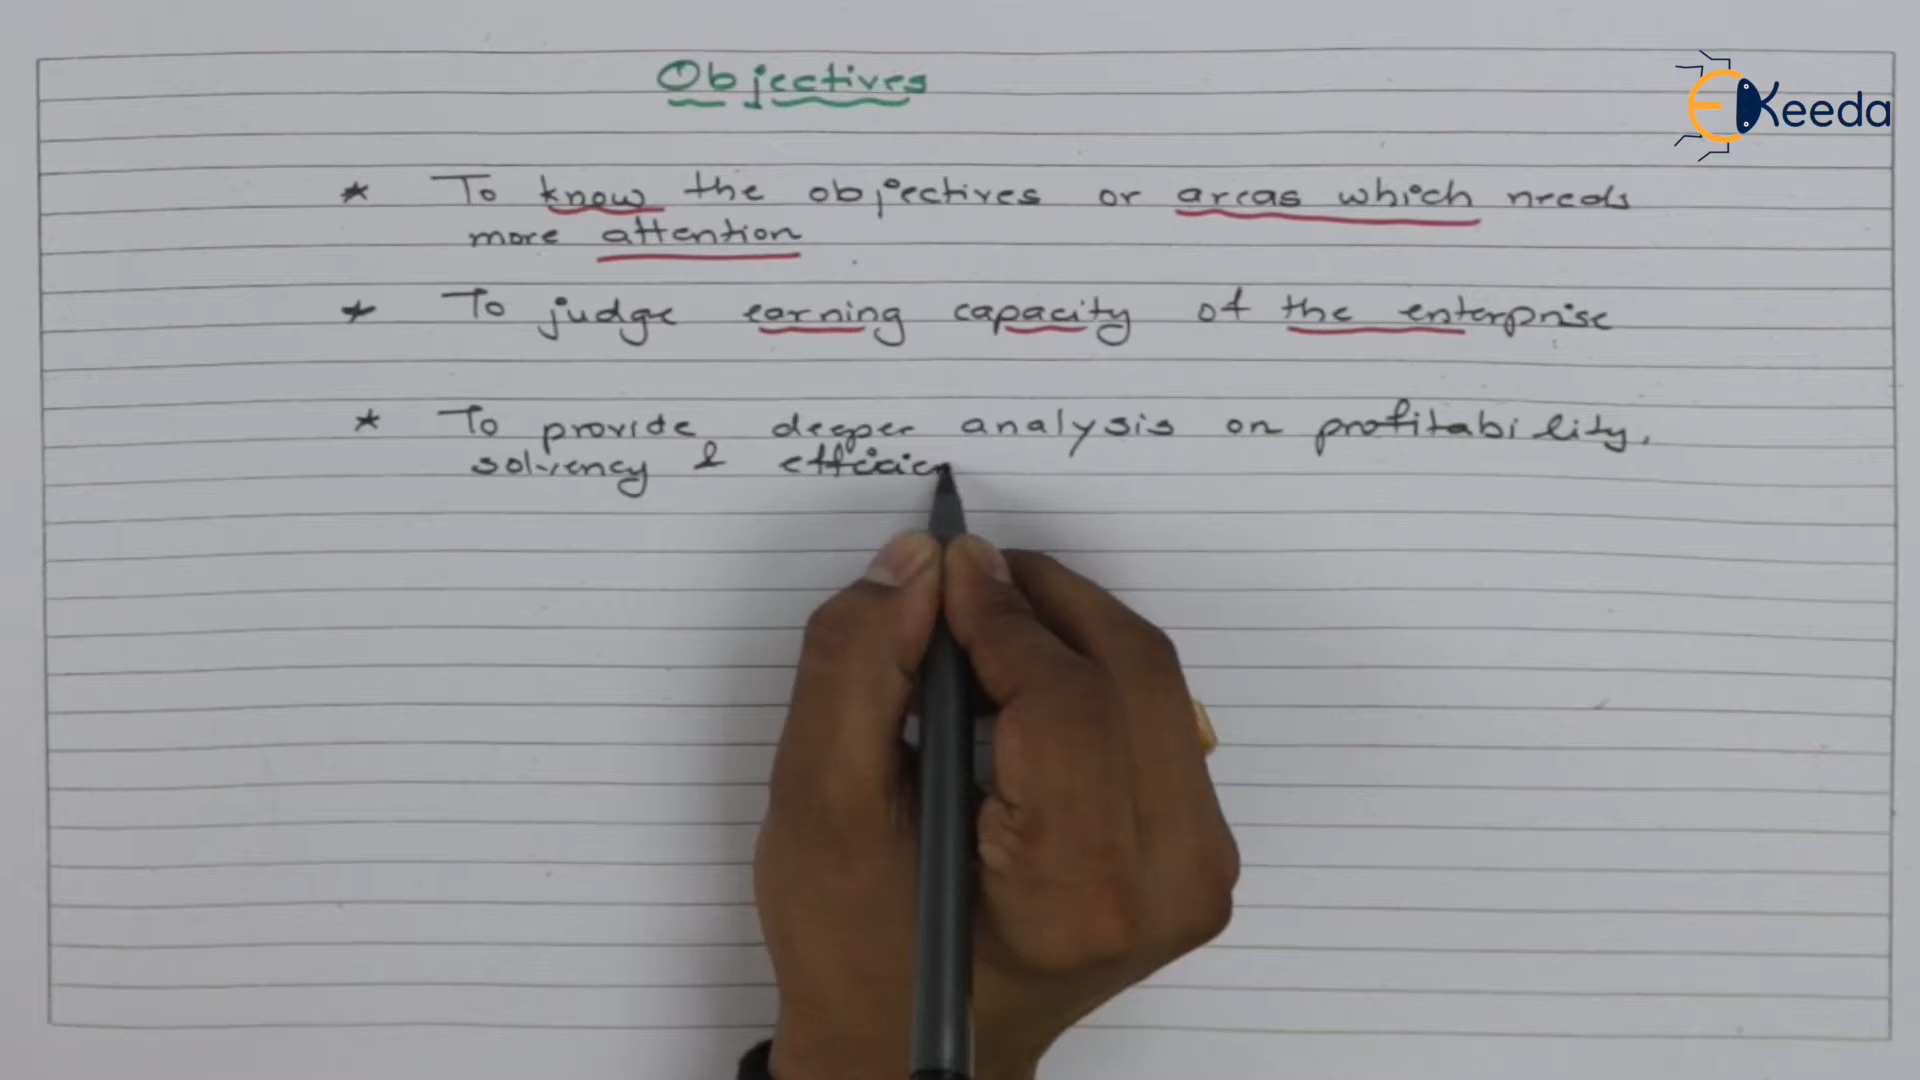 Objectives
EKeeda
* To know the objectives or areas which needs
more attention
* To judge earning capacity of the enterprise
* To provide deeper analysis on profitability,
solvency & efficien